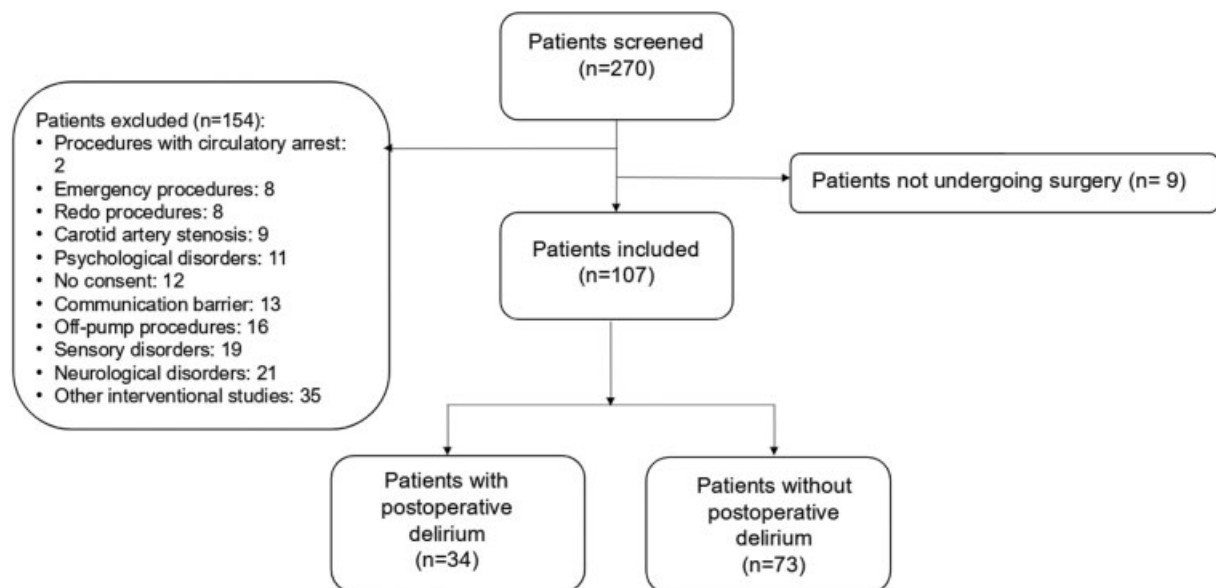 Patients screened
(n=270)
Patients excluded (n=154):
• Procedures with circulatory arrest:
2
• Emergency procedures: 8
• Redo procedures: 8
• Carotid artery stenosis: 9
• Psychological disorders: 11
• No consent: 12
• Communication barrier: 13
• Off-pump procedures: 16
• Sensory disorders: 19
• Neurological disorders: 21
• Other interventional studies: 35
Patients not undergoing surgery (n= 9)
Patients included
(n=107)
Patients with
postoperative
delirium
(n=34)
Patients without
postoperative
delirium
(n=73)